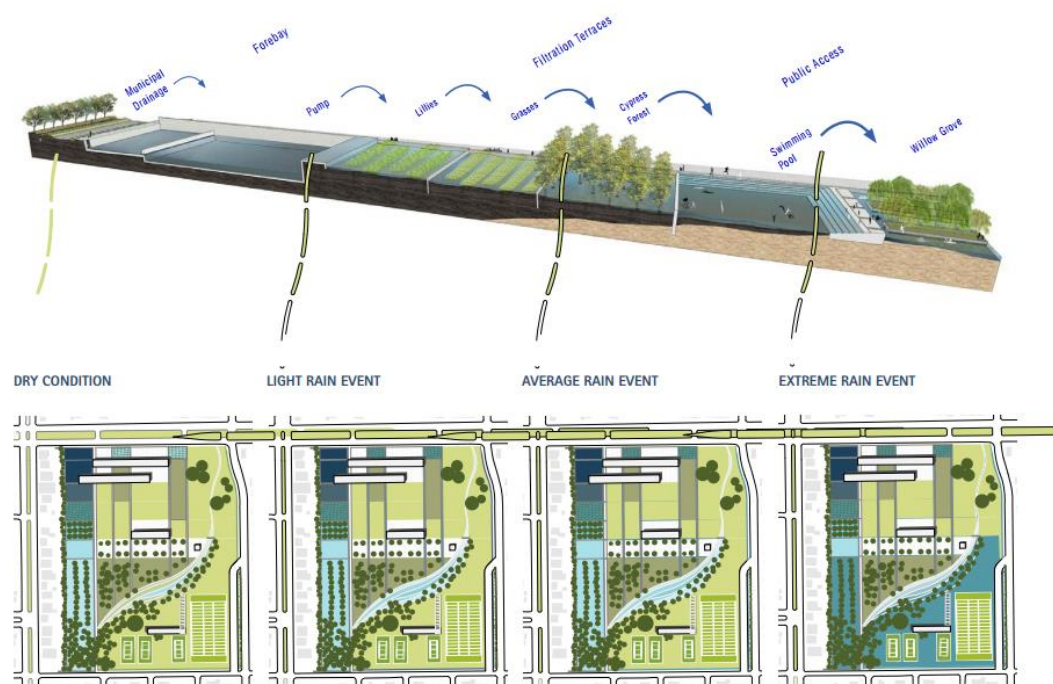 Forebay
Filtration Terraces
Public Access
Municipal
Drainage
Pump
Lillies
Grasses
Cypress
Forest
Swimming
Pool
Willow Grove
DRY CONDITION
LIGHT RAIN EVENT
AVERAGE RAIN EVENT
EXTREME RAIN EVENT